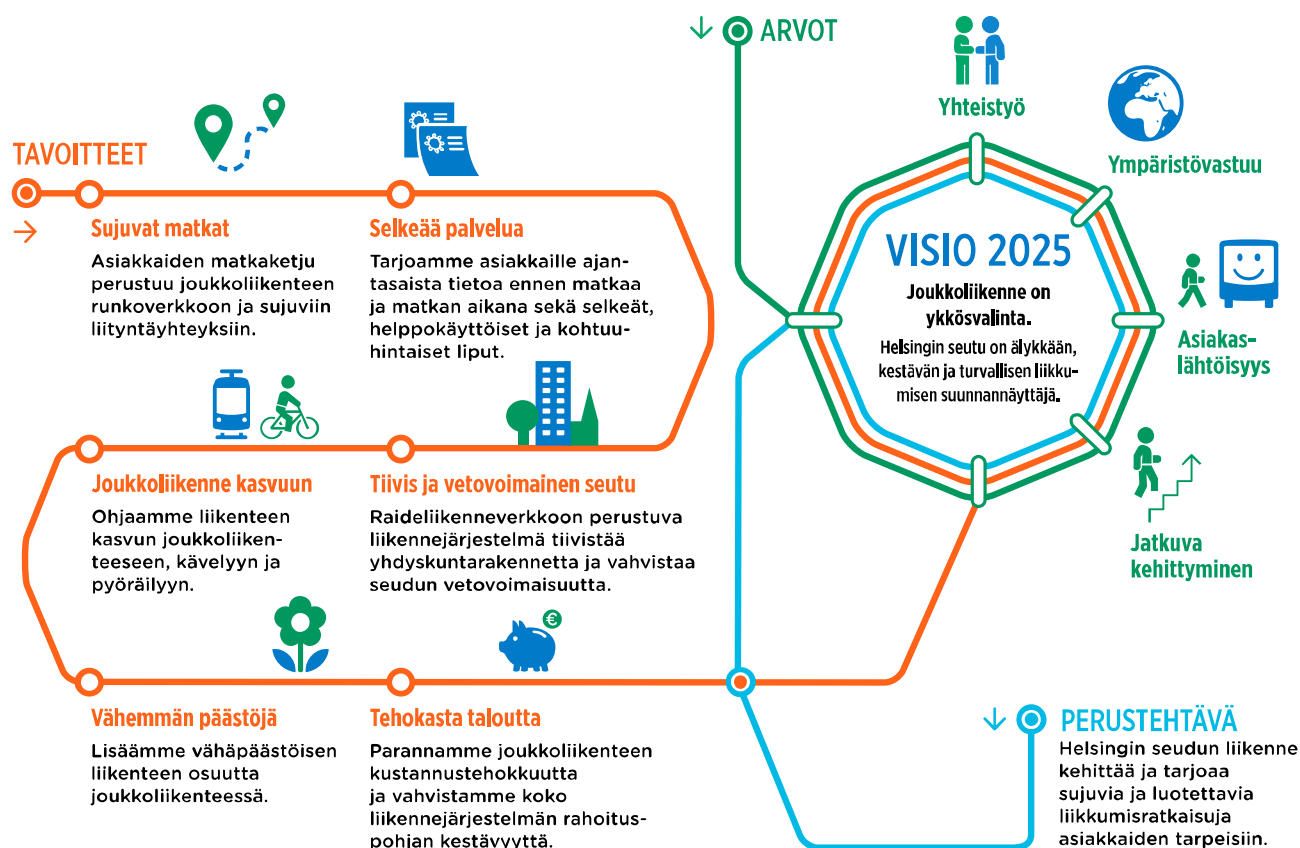 TAVOITTEET
Sujuvat matkat
Asiakkaiden matkaketju
perustuu joukkoliikenteen
runkoverkkoon ja sujuviin
liityntäyhteyksiin.
Selkeää palvelua
Tarjoamme asiakkaille ajan-
tasaista tietoa ennen matkaa
ja matkan aikana sekä selkeät,
helppokäyttöiset ja kohtuu-
hintaiset liput.
Joukkoliikenne kasvuun
Ohjaamme liikenteen
kasvun joukkoliiken-
teeseen, kävelyyn ja
pyöräilyyn.
Tiivis ja vetovoimainen seutu
Raideliikenneverkkoon perustuva
liikennejärjestelmä tiivistää
yhdyskuntarakennetta ja vahvistaa
seudun vetovoimaisuutta.
€
Vähemmän päästöjä
Lisäämme vähäpäästöisen
liikenteen osuutta
joukkoliikenteessä.
Tehokasta taloutta
Parannamme joukkoliikenteen
kustannustehokkuutta
ja vahvistamme koko
liikennejärjestelmän rahoitus-
pohjan kestävyyttä.
ARVOT
Yhteistyö
Ympäristövastuu
Asiakas-
lähtöisyys
Jatkuva
kehittyminen
VISIO 2025
Joukkoliikenne on
ykkösvalinta.
Helsingin seutu on älykkään,
kestävän ja turvallisen liikku-
misen suunnannäyttäjä.
PERUSTEHTÄVÄ
Helsingin seudun liikenne
kehittää ja tarjoaa
sujuvia ja luotettavia
liikkumisratkaisuja
asiakkaiden tarpeisiin.